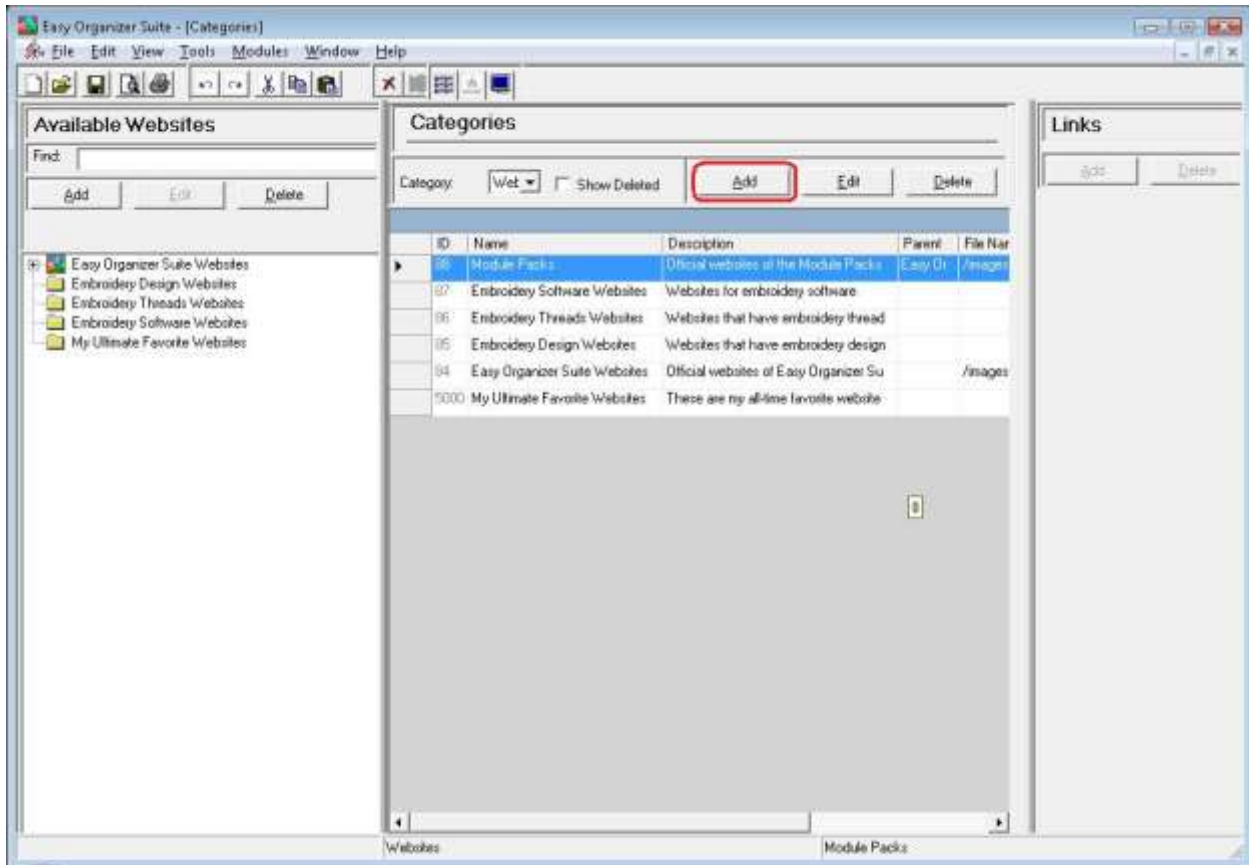 Easy Organizer Suite - [Categories]
File Edit View Tools Modules Window Help
Available Websites
Find:
Add Edit Delete
Easy Organizer Suite Websites
Embroidery Design Websites
Embroidery Threads Websites
Embroidery Software Websites
My Ultimate Favorite Websites
Categories
Category: Wet Show Deleted Add Edit Delete
ID Name Description Parent File Nar
88 Module Packs Official websites of the Module Packs Easy Or /images
87 Embroidery Software Websites Websites for embroidery software
86 Embroidery Threads Websites Websites that have embroidery thread
85 Embroidery Design Websites Websites that have embroidery design
84 Easy Organizer Suite Websites Official websites of Easy Organizer Su /images
5000 My Ultimate Favorite Websites These are my all-time favorite website
Links
Add Delete
Websites Module Packs